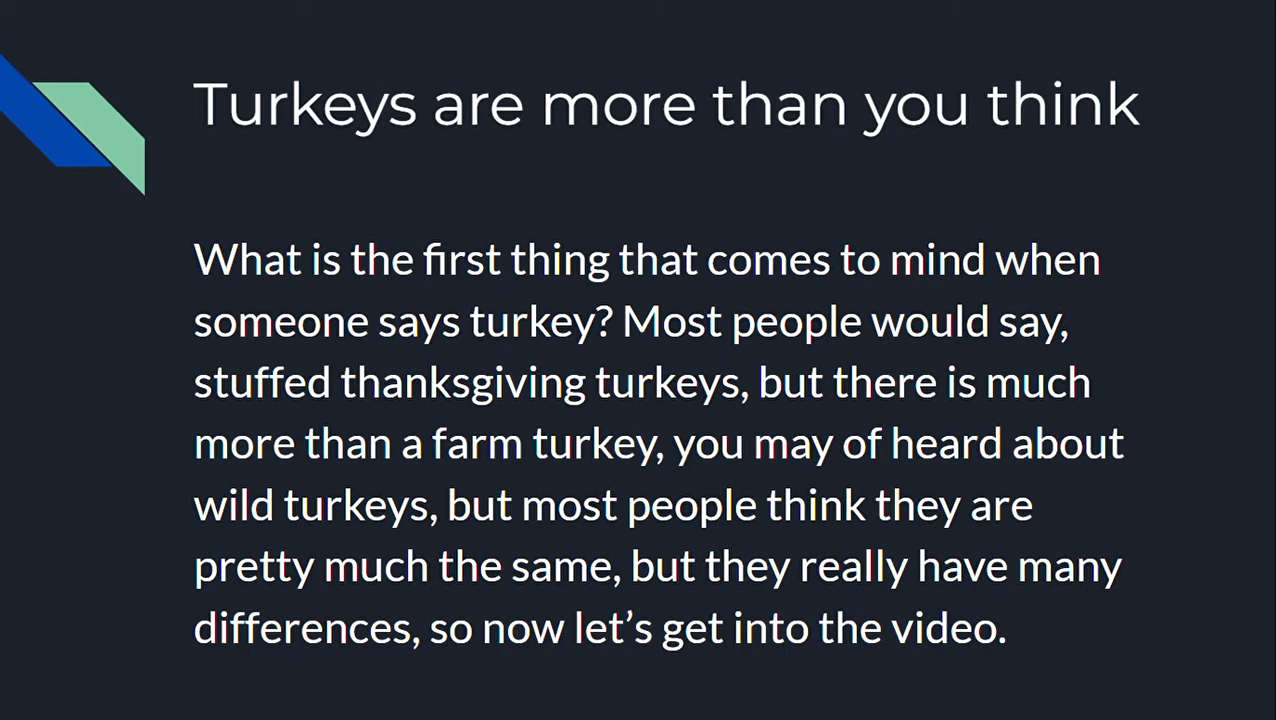 Turkeys are more than you think
What is the first thing that comes to mind when
someone says turkey? Most people would say,
stuffed thanksgiving turkeys, but there is much
more than a farm turkey, you may of heard about
wild turkeys, but most people think they are
pretty much the same, but they really have many
differences, so now let’s get into the video.